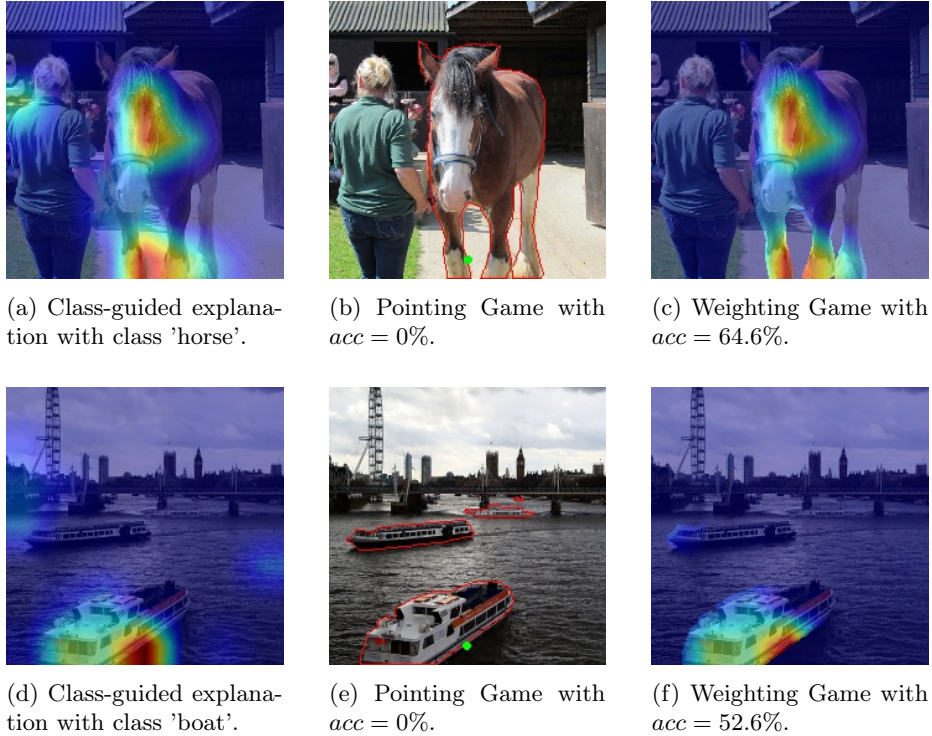 (a) Class-guided explana-
tion with class 'horse'.
(b) Pointing Game with
acc = 0%.
(c) Weighting Game with
acc = 64.6%.
(d) Class-guided explana-
tion with class 'boat'.
(e) Pointing Game with
acc = 0%.
(f) Weighting Game with
acc = 52.6%.